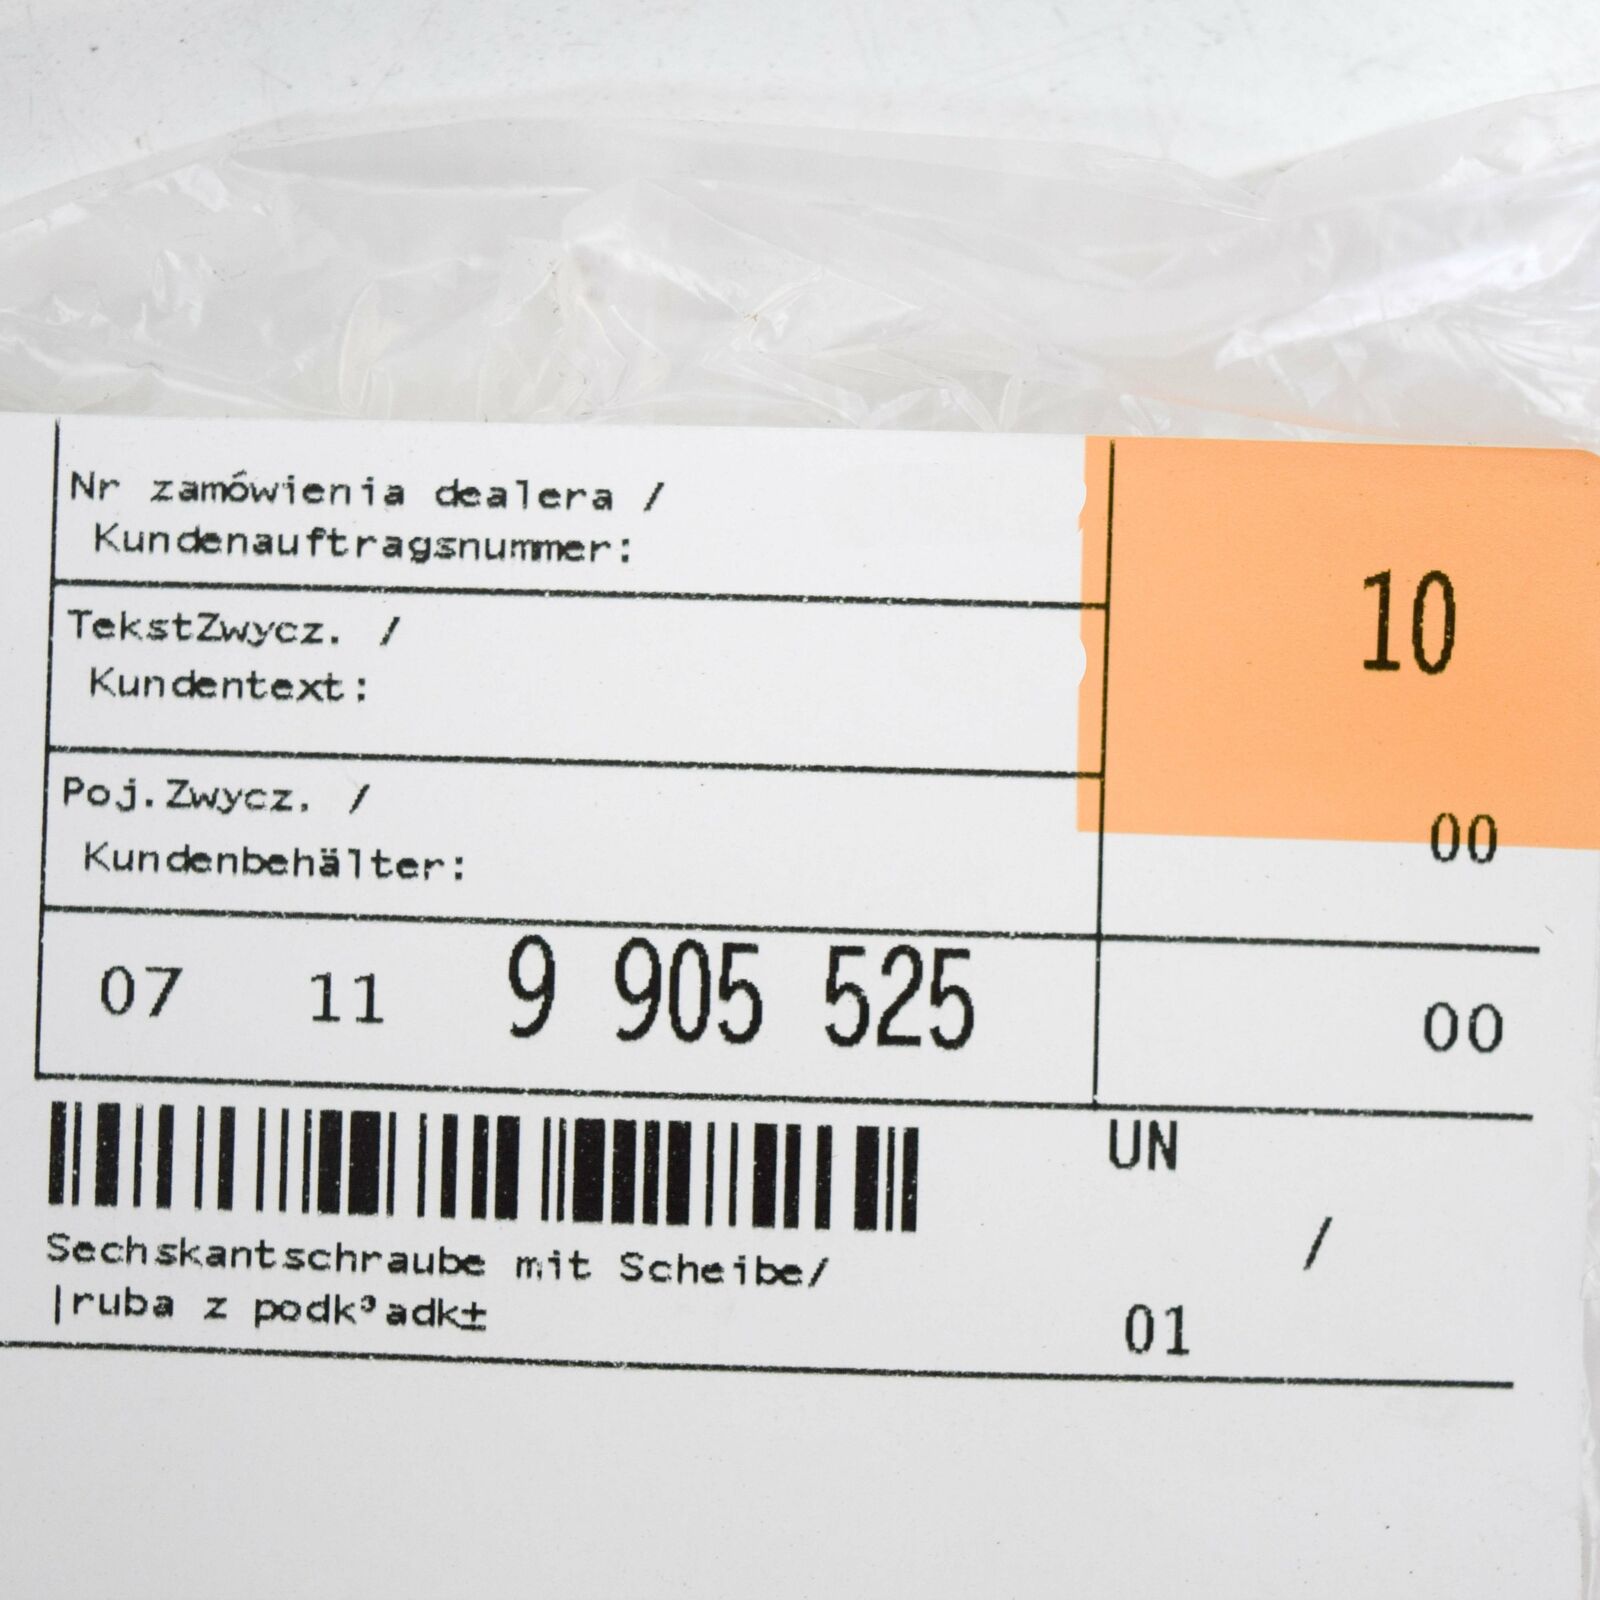 Nr zamówienia dealera /
Kundenauftragsnummer:
10
TekstZwycz. /
Kundentext:
Poj.Zwycz. /
Kundenbehälter:
00
07 11 9 905 525 00
UN
Sechskantschraube mit Scheibe/ /
|ruba z podk³adk± 01